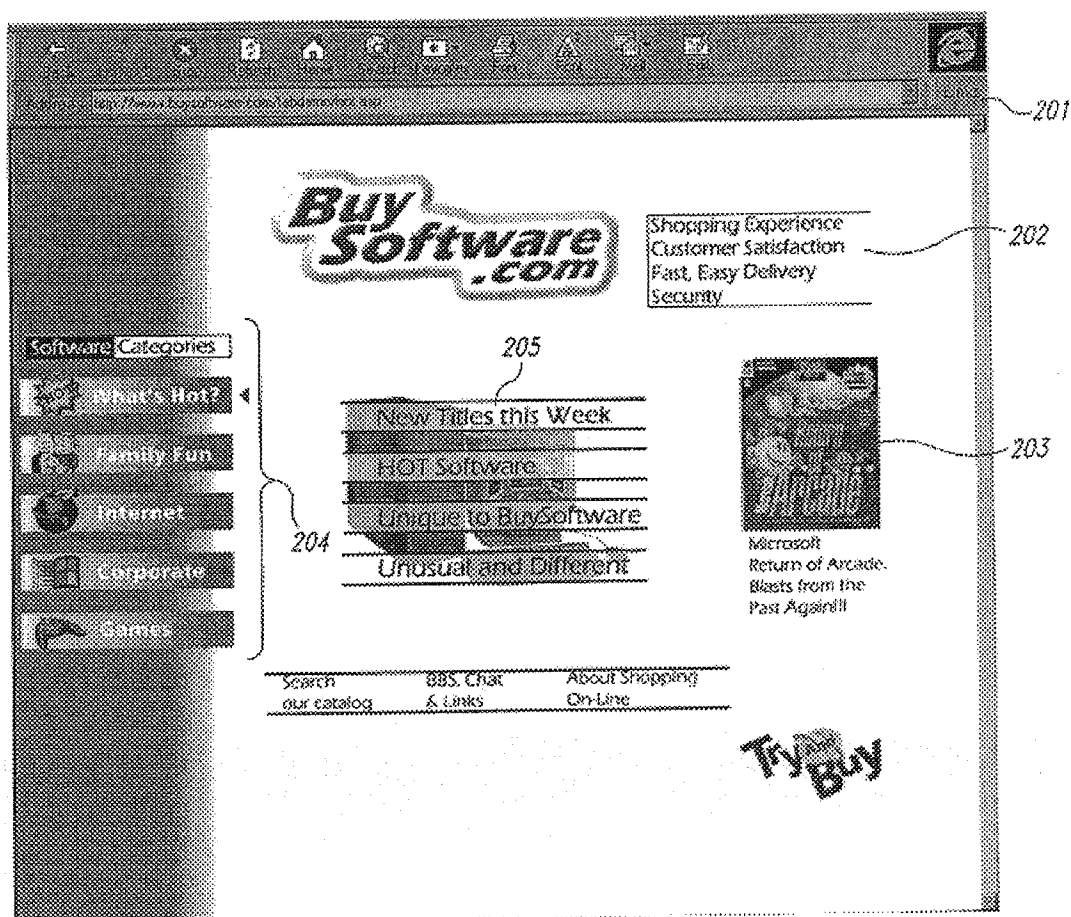 201
Buy
Software
.com
Shopping Experience
Customer Satisfaction
Fast, Easy Delivery
Security
202
Software Categories
What's Hot?
Family Fun
Internet
Corporate
Games
204
205
New Titles this Week
HOT Software
Unique to BuySoftware
Unusual and Different
203
Microsoft
Return of Arcade.
Blasts from the
Past Again!!!
Search
our catalog
BBS, Chat
& Links
About Shopping
On-Line
Try and
Buy